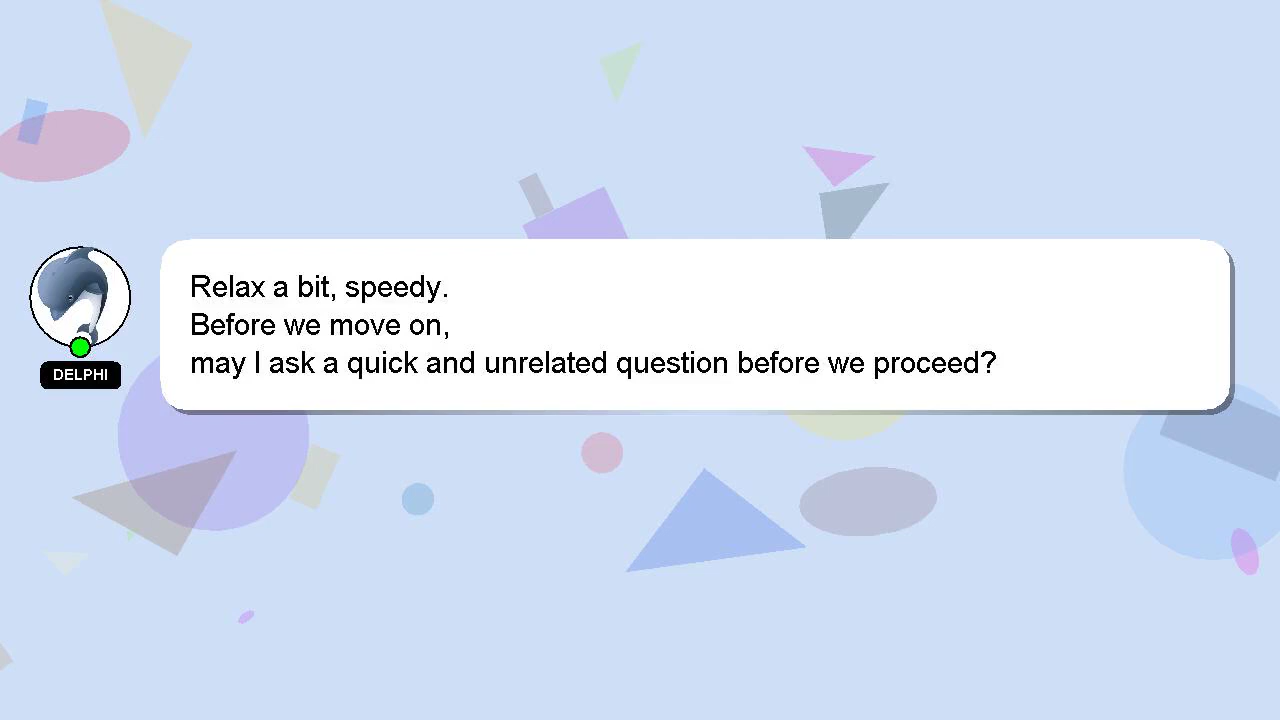 Relax a bit, speedy.
Before we move on,
may I ask a quick and unrelated question before we proceed?
DELPHI